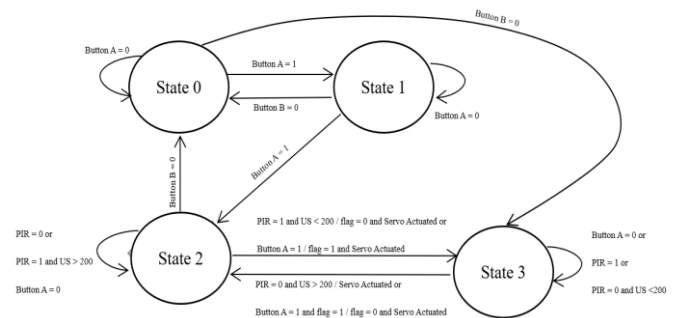 Button B = 0
Button A = 0
Button A = 1
State 0
State 1
Button B = 0
Button A = 0
Button B = 0
Button A = 1
PIR = 0 or
PIR = 1 and US > 200
Button A = 0
State 2
PIR = 1 and US < 200 / flag = 0 and Servo Actuated or
Button A = 1 / flag = 1 and Servo Actuated
PIR = 0 and US > 200 / Servo Actuated or
Button A = 1 and flag = 1 / flag = 0 and Servo Actuated
State 3
Button A = 0 or
PIR = 1 or
PIR = 0 and US <200